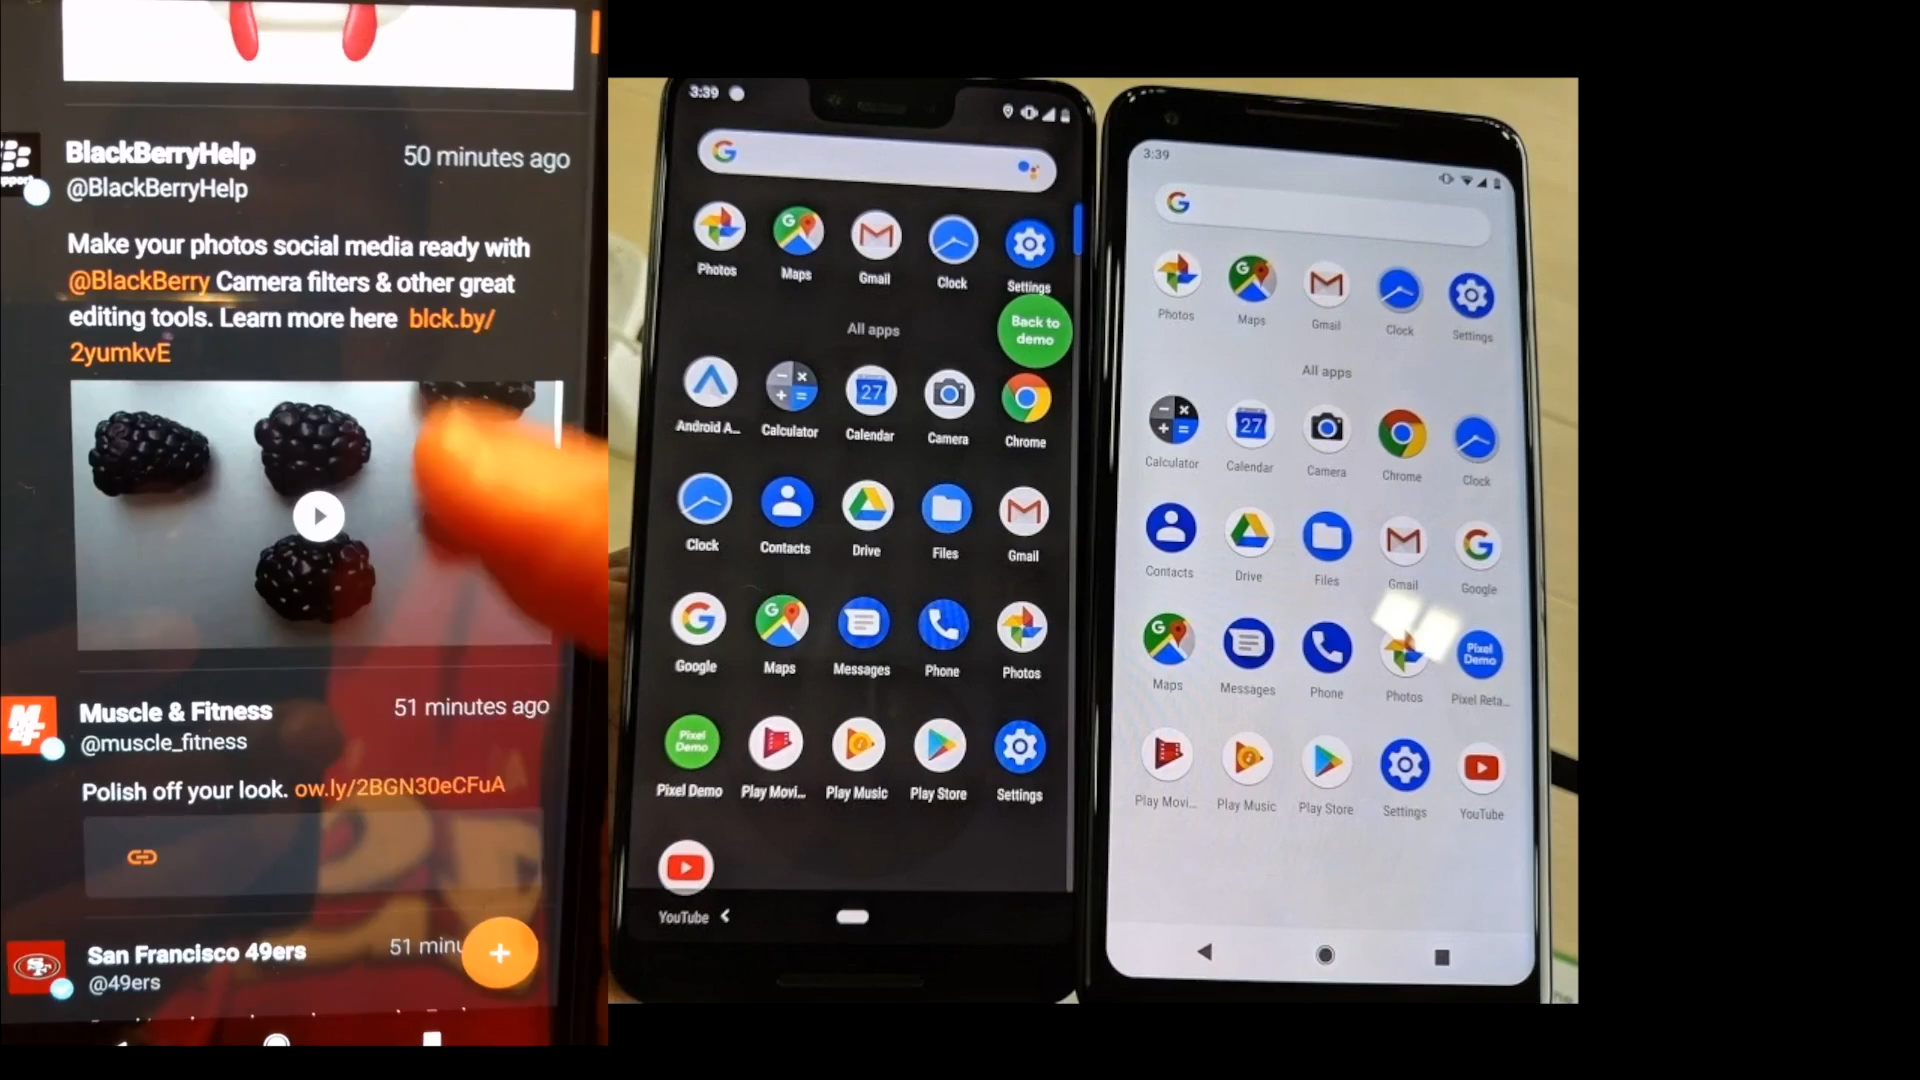 BlackBerryHelp 50 minutes ago
@BlackBerryHelp
Make your photos social media ready with
@BlackBerry Camera filters & other great
editing tools. Learn more here blck.by/
2yumkvE
Muscle & Fitness 51 minutes ago
@muscle_fitness
Polish off your look. ow.ly/2BGN30eCFuA
San Francisco 49ers 51 minu
@49ers
3:39
Photos Maps Gmail Clock Settings
Back to
demo
All apps
27
Android A... Calculator Calendar Camera Chrome
Clock Contacts Drive Files Gmail
Google Maps Messages Phone Photos
Pixel
Demo
Pixel Demo Play Movi... Play Music Play Store Settings
YouTube
3:39
Photos Maps Gmail Clock Settings
All apps
27
Calculator Calendar Camera Chrome Clock
Contacts Drive Files Gmail Google
Pixel
Demo
Maps Messages Phone Photos Pixel Reta...
Play Movi... Play Music Play Store Settings YouTube